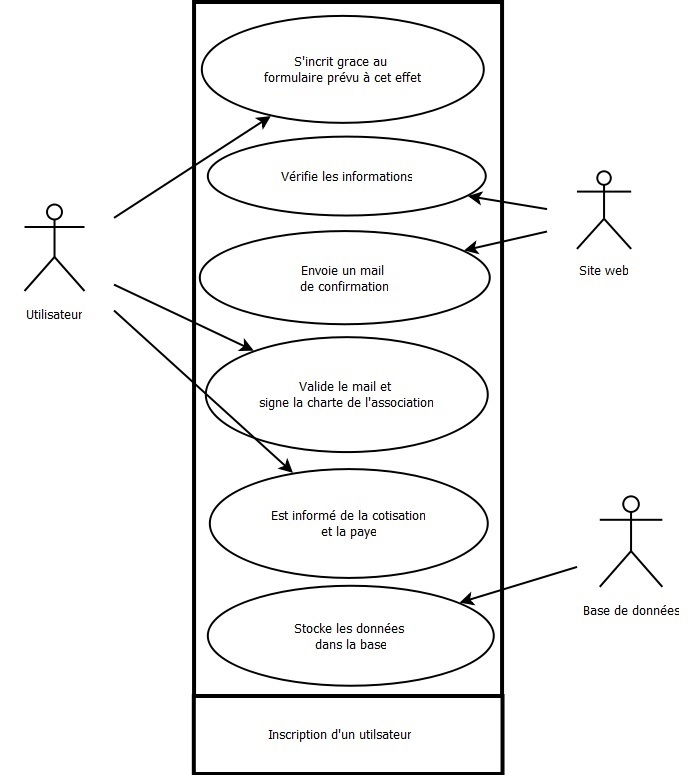 S'incrit grace au
formulaire prévu à cet effet
Vérifie les informations
Site web
Envoie un mail
de confirmation
Utilisateur
Valide le mail et
signe la charte de l'association
Est informé de la cotisation
et la paye
Base de données
Stocke les données
dans la base
Inscription d'un utilsateur